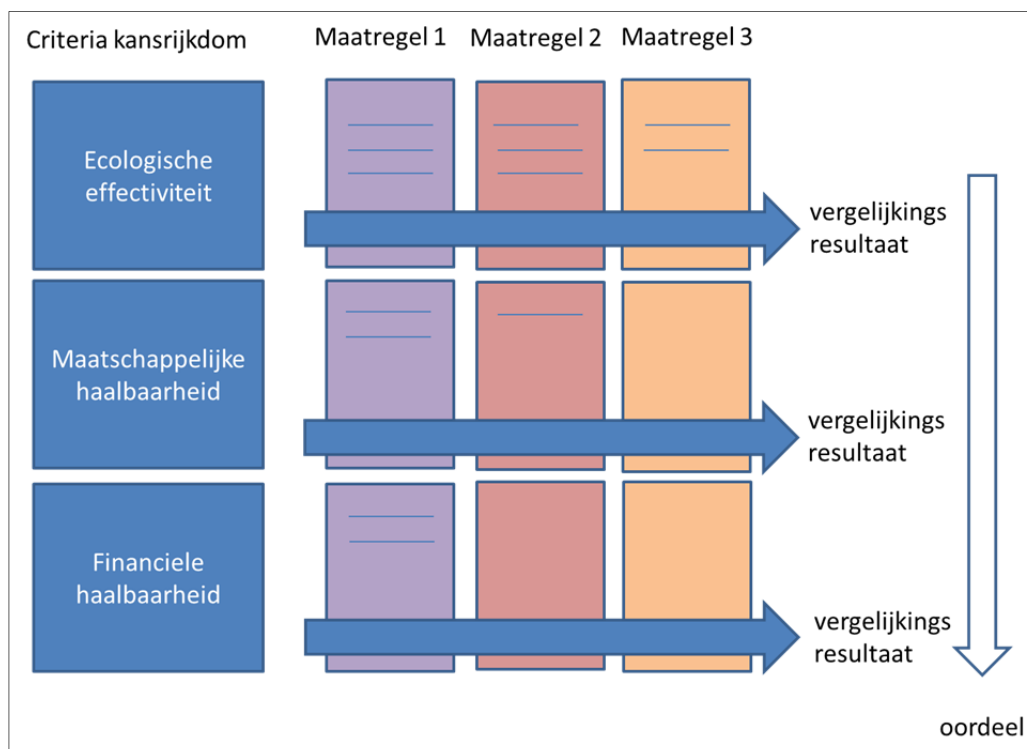 Criteria kansrijkdom
Maatregel 1
Maatregel 2
Maatregel 3
Ecologische
effectiviteit
vergelijkings
resultaat
Maatschappelijke
haalbaarheid
vergelijkings
resultaat
Financiele
haalbaarheid
vergelijkings
resultaat
oordeel